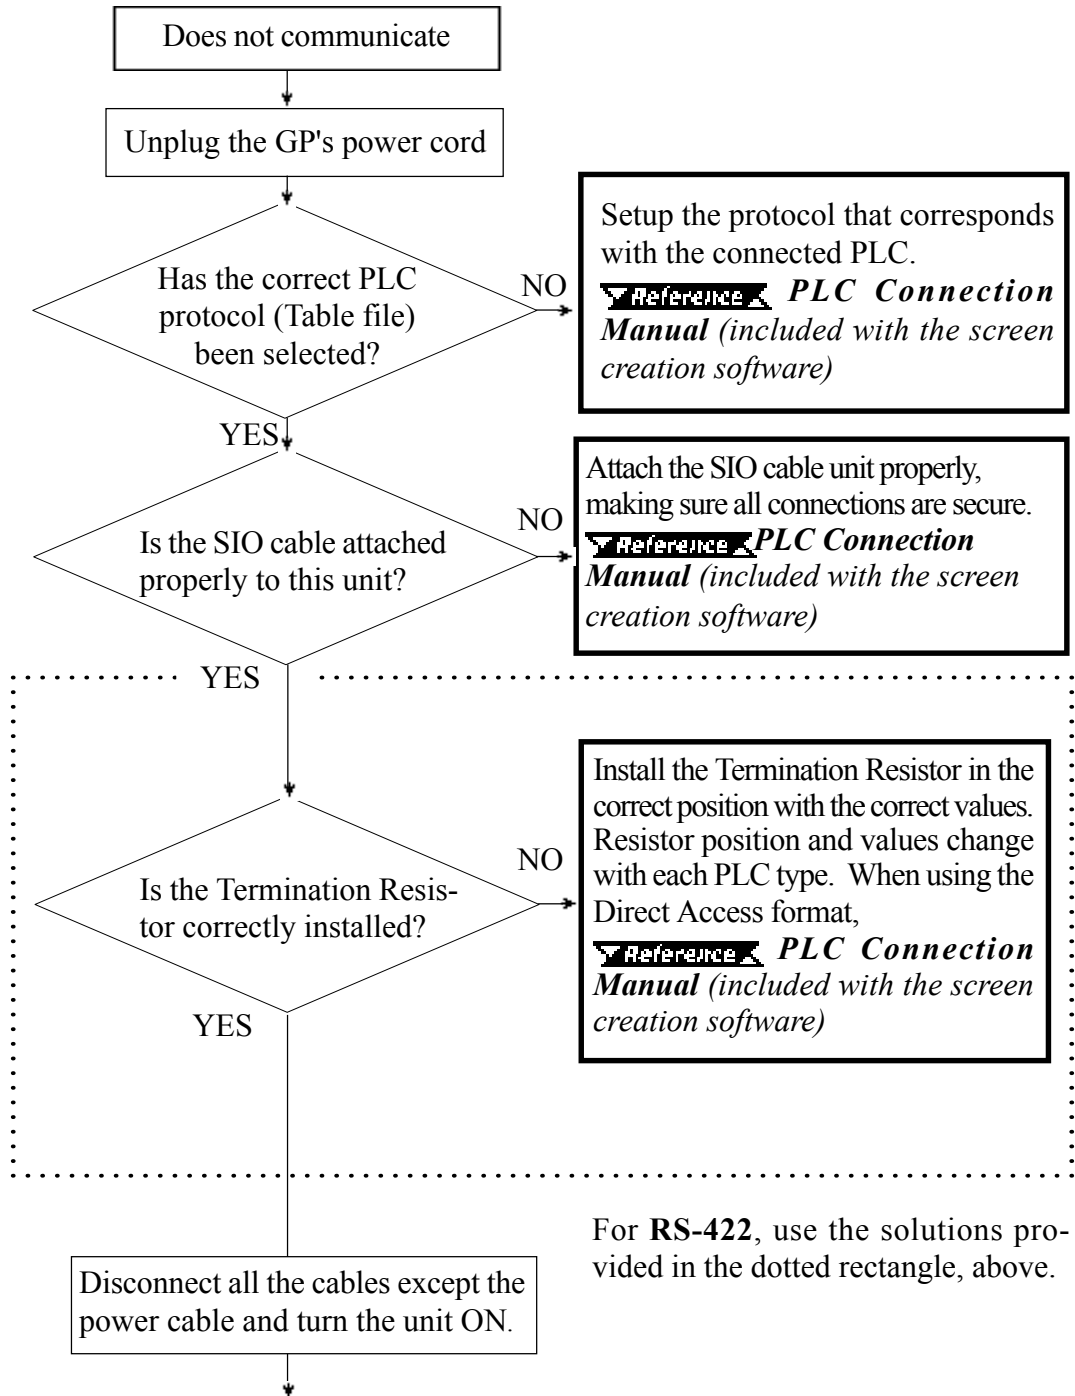 Does not communicate
Unplug the GP's power cord
Has the correct PLC
protocol (Table file)
been selected?
NO
Setup the protocol that corresponds
with the connected PLC.
Reference PLC Connection
Manual (included with the screen
creation software)
YES
Is the SIO cable attached
properly to this unit?
NO
Attach the SIO cable unit properly,
making sure all connections are secure.
Reference PLC Connection
Manual (included with the screen
creation software)
YES
Is the Termination Resis-
tor correctly installed?
NO
Install the Termination Resistor in the
correct position with the correct values.
Resistor position and values change
with each PLC type. When using the
Direct Access format,
Reference PLC Connection
Manual (included with the screen
creation software)
YES
For RS-422, use the solutions pro-
vided in the dotted rectangle, above.
Disconnect all the cables except the
power cable and turn the unit ON.